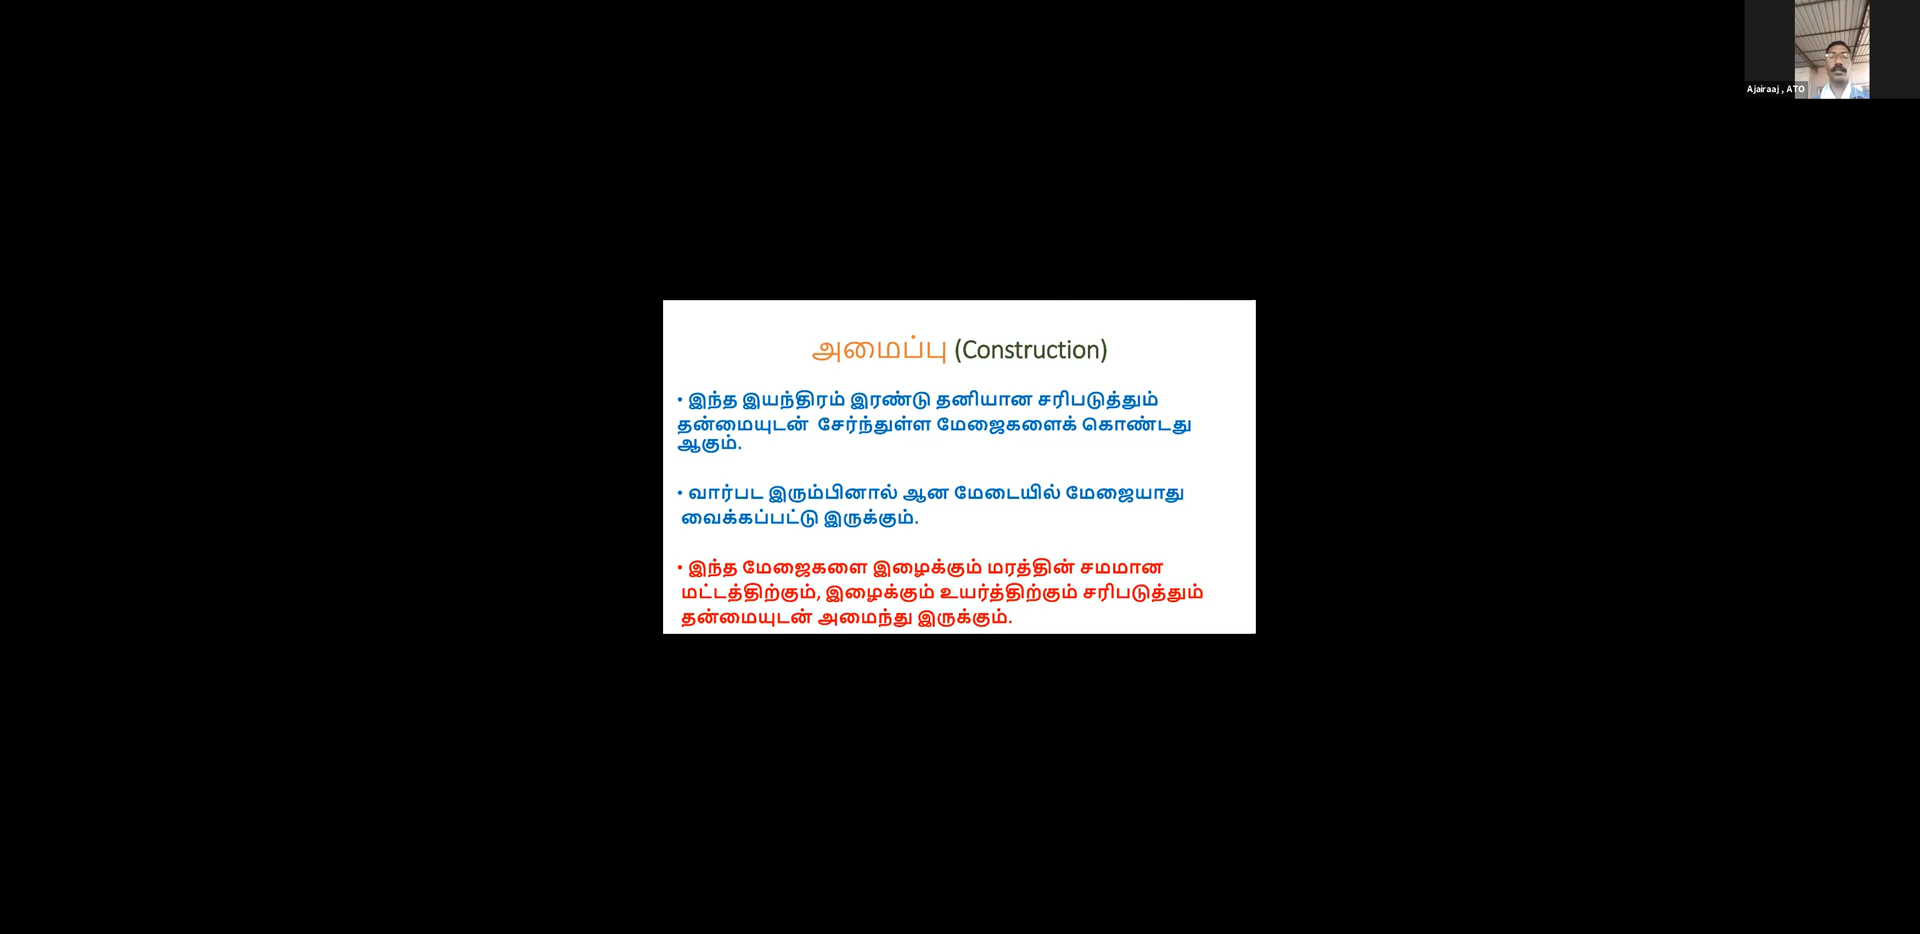 Ajairaaj , ATO
அமைப்பு (Construction)
• இந்த இயந்திரம் இரண்டு தனியான சரிபடுத்தும்
தன்மையுடன் சேர்ந்துள்ள மேஜைகளைக் கொண்டது
ஆகும்.
• வார்பட இரும்பினால் ஆன மேடையில் மேஜையாது
வைக்கப்பட்டு இருக்கும்.
• இந்த மேஜைகளை இழைக்கும் மரத்தின் சமமான
மட்டத்திற்கும், இழைக்கும் உயர்த்திற்கும் சரிபடுத்தும்
தன்மையுடன் அமைந்து இருக்கும்.